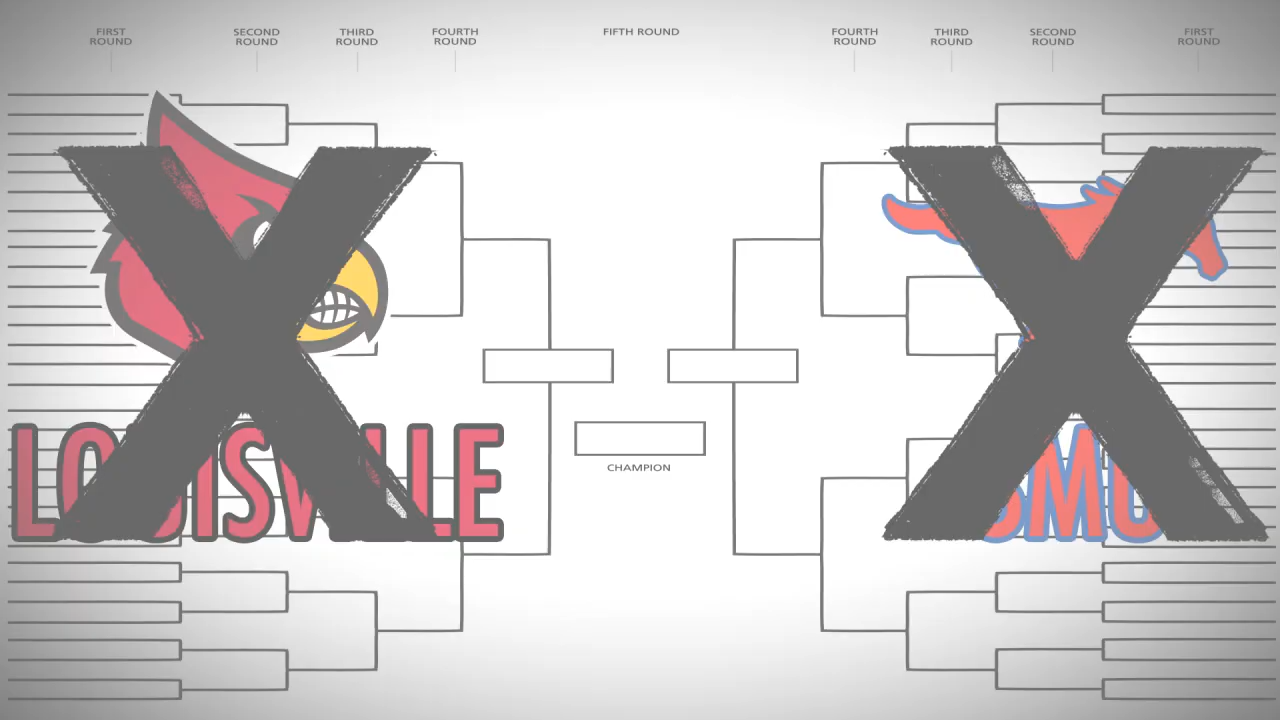 FIRST
ROUND
SECOND
ROUND
THIRD
ROUND
FOURTH
ROUND
FIFTH ROUND
FOURTH
ROUND
THIRD
ROUND
SECOND
ROUND
FIRST
ROUND
LOUISVILLE
SMU
CHAMPION